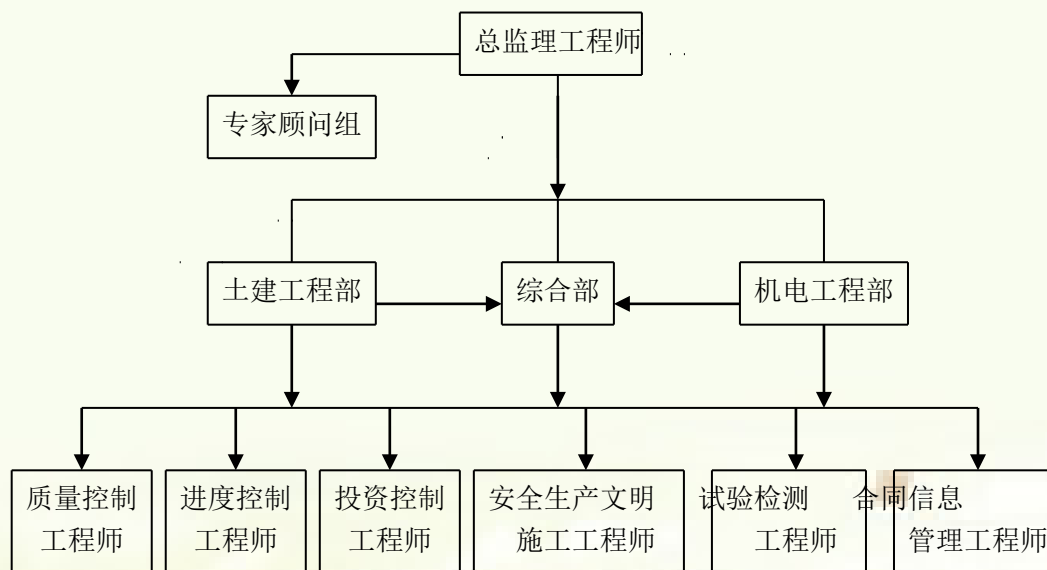 总监理工程师
专家顾问组
土建工程部
综合部
机电工程部
质量控制
工程师
进度控制
工程师
投资控制
工程师
安全生产文明
施工工程师
试验检测
工程师
合同信息
管理工程师